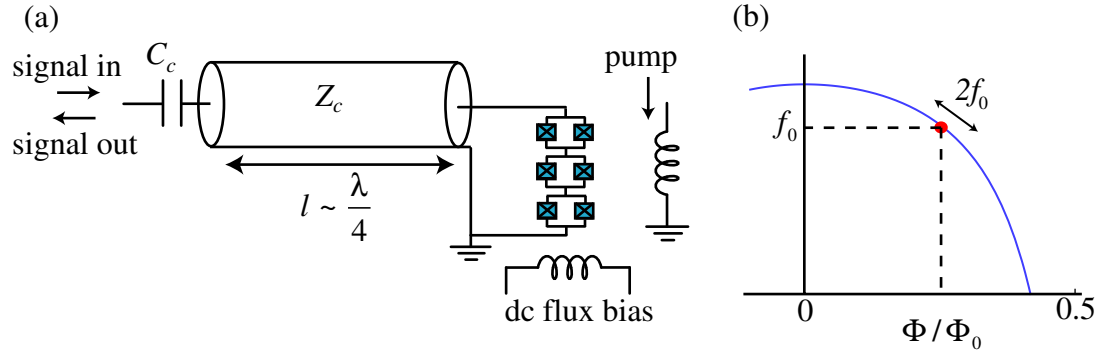 (a)
signal in
signal out
C_c
Z_c
l ~ λ/4
pump
dc flux bias
(b)
2f_0
f_0
0
0.5
Φ/Φ_0